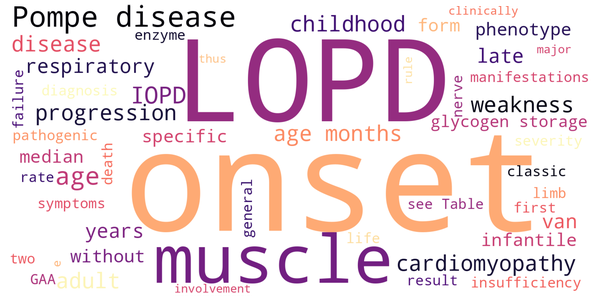 Pompe disease
childhood
clinically
form
phenotype
enzyme
disease
LOPD
thus
rule
late
major
respiratory
manifestations
failure
diagnosis
IOPD
nerve
weakness
progression
glycogen storage
pathogenic
specific
age months
severity
onset
median
death
classic
rate
age
limb
symptoms
general
see Table
first
years
van
life
infantile
two
without
muscle
cardiomyopathy
e
GAA
adult
result
insufficiency
involvement